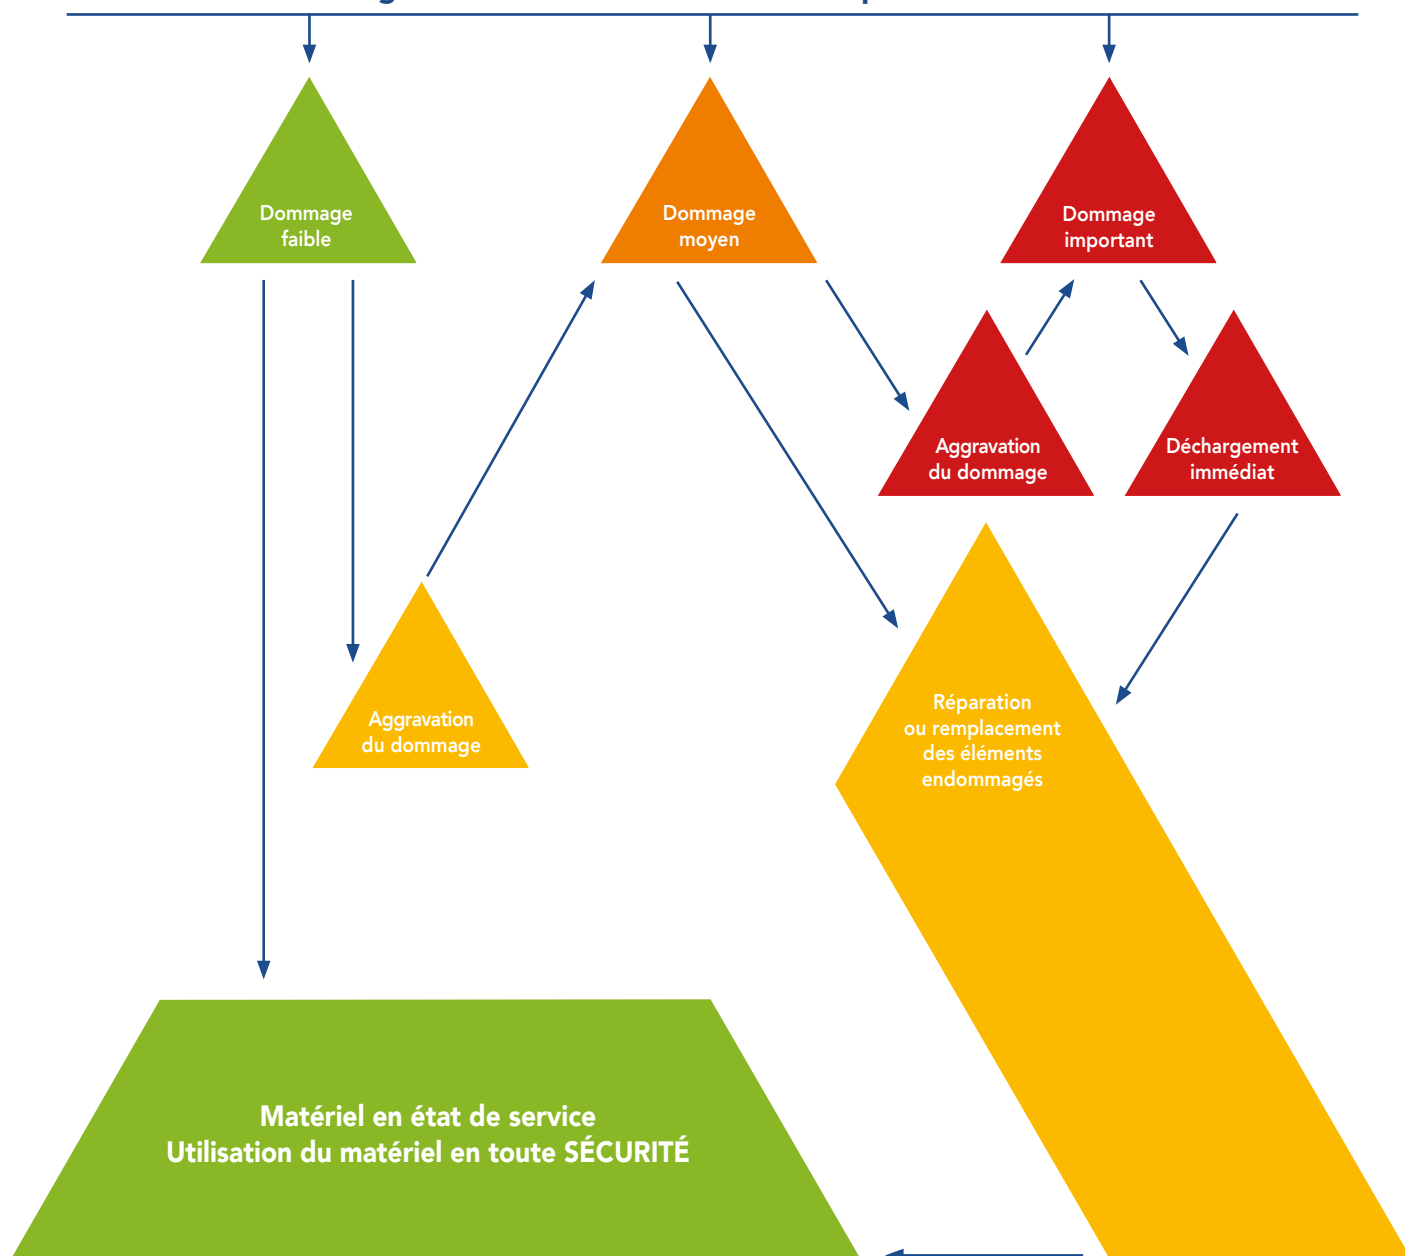 Dommage
faible
Dommage
moyen
Dommage
important
Aggravation
du dommage
Déchargement
immédiat
Réparation
ou remplacement
des éléments
endommagés
Aggravation
du dommage
Matériel en état de service
Utilisation du matériel en toute SÉCURITÉ